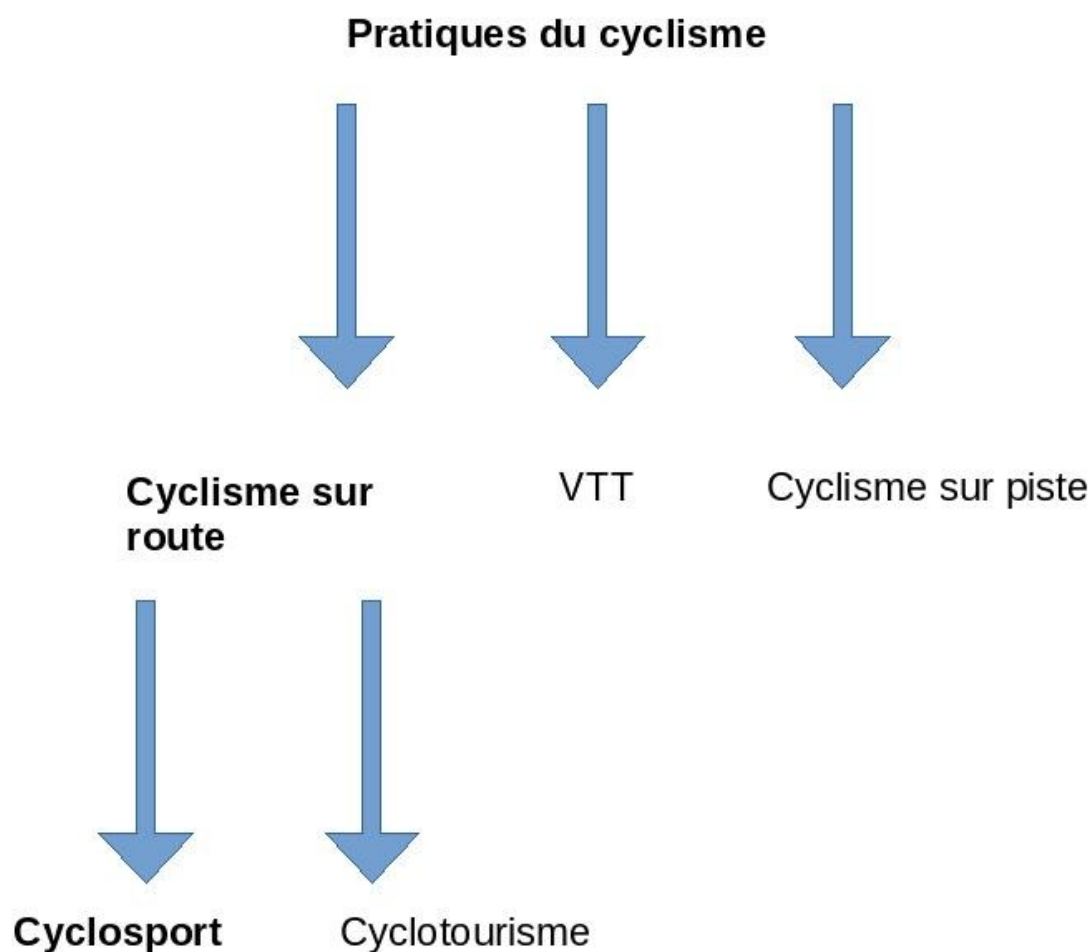 Pratiques du cyclisme
Cyclisme sur
route
VTT
Cyclisme sur piste
Cyclosport
Cyclotourisme